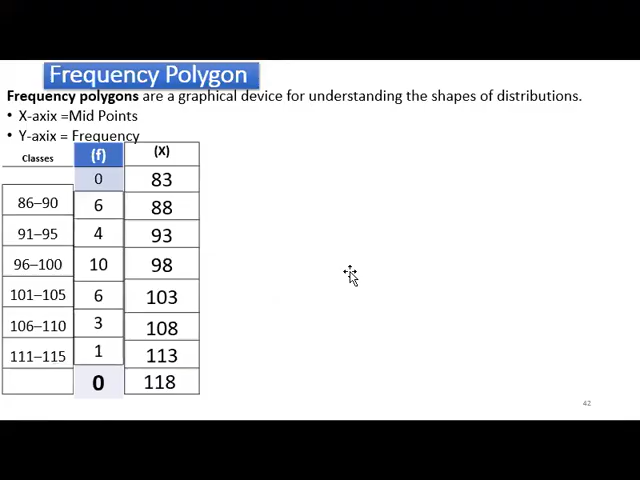 Frequency Polygon
Frequency polygons are a graphical device for understanding the shapes of distributions.
• X-axix =Mid Points
• Y-axix = Frequency
Classes (f) (X)
0 83
86–90 6 88
91–95 4 93
96–100 10 98
101–105 6 103
106–110 3 108
111–115 1 113
0 118
42